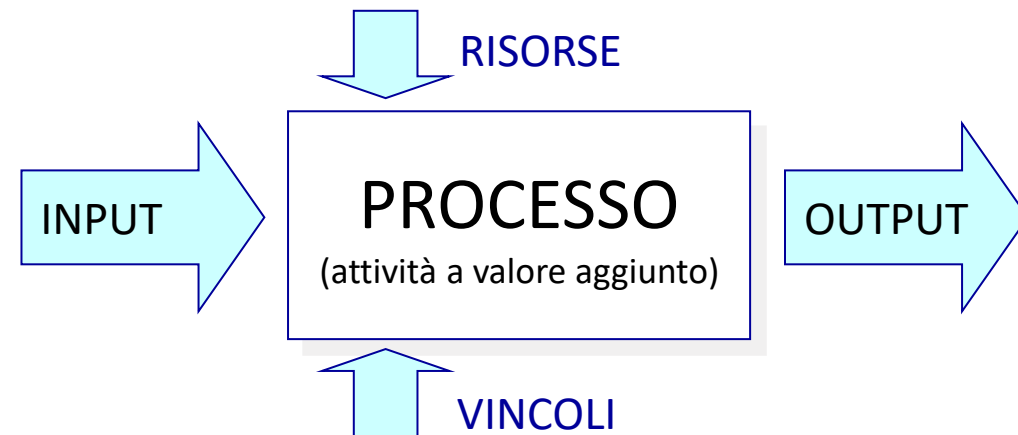 RISORSE
INPUT
PROCESSO
(attività a valore aggiunto)
OUTPUT
VINCOLI